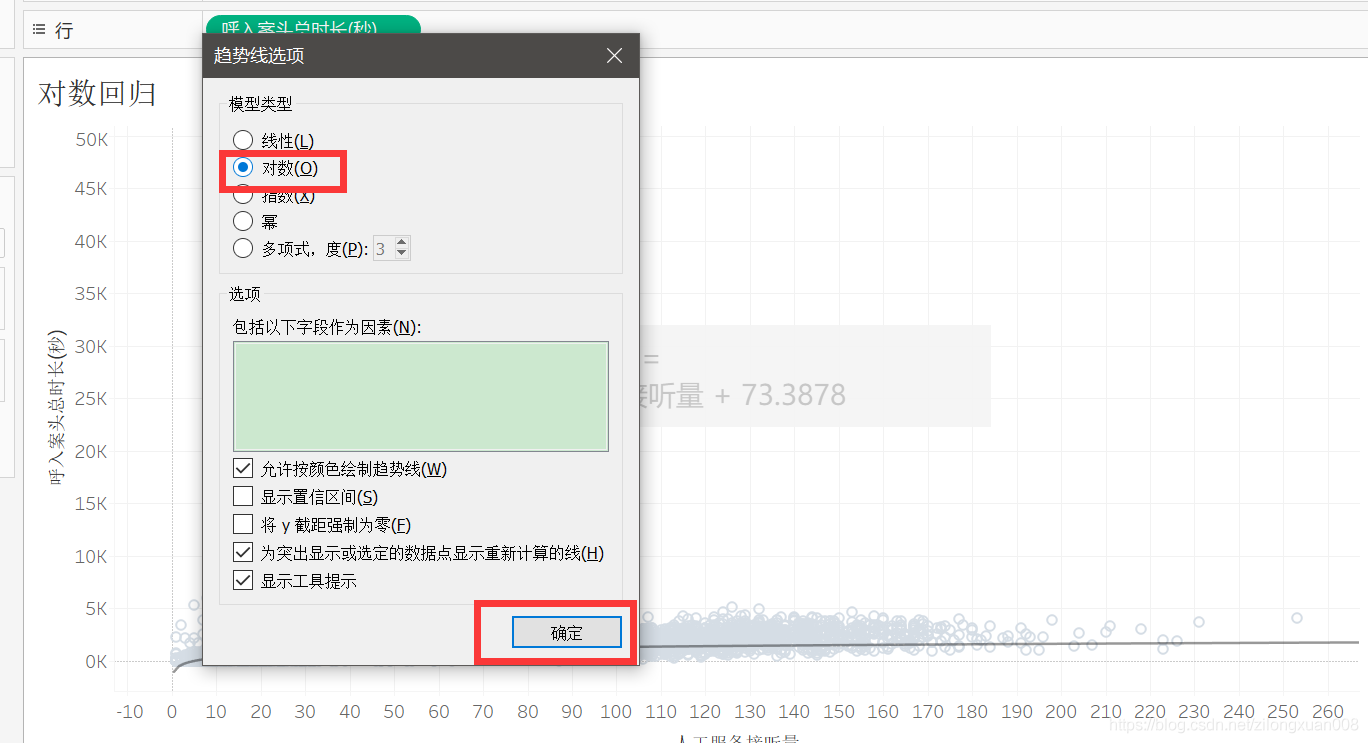 行
呼入案头总时长(秒)
趋势线选项
对数回归
模型类型
线性(L)
对数(O)
指数(X)
幂
多项式，度(P): 3
选项
包括以下字段作为因素(N):
允许按颜色绘制趋势线(W)
显示置信区间(S)
将 y 截距强制为零(F)
为突出显示或选定的数据点显示重新计算的线(H)
显示工具提示
确定
=
接听量 + 73.3878
呼入案头总时长(秒)
50K
45K
40K
35K
30K
25K
20K
15K
10K
5K
0K
-10 0 10 20 30 40 50 60 70 80 90 100 110 120 130 140 150 160 170 180 190 200 210 220 230 240 250 260
人工服务接听量
https://blog.csdn.net/zilongxuan008